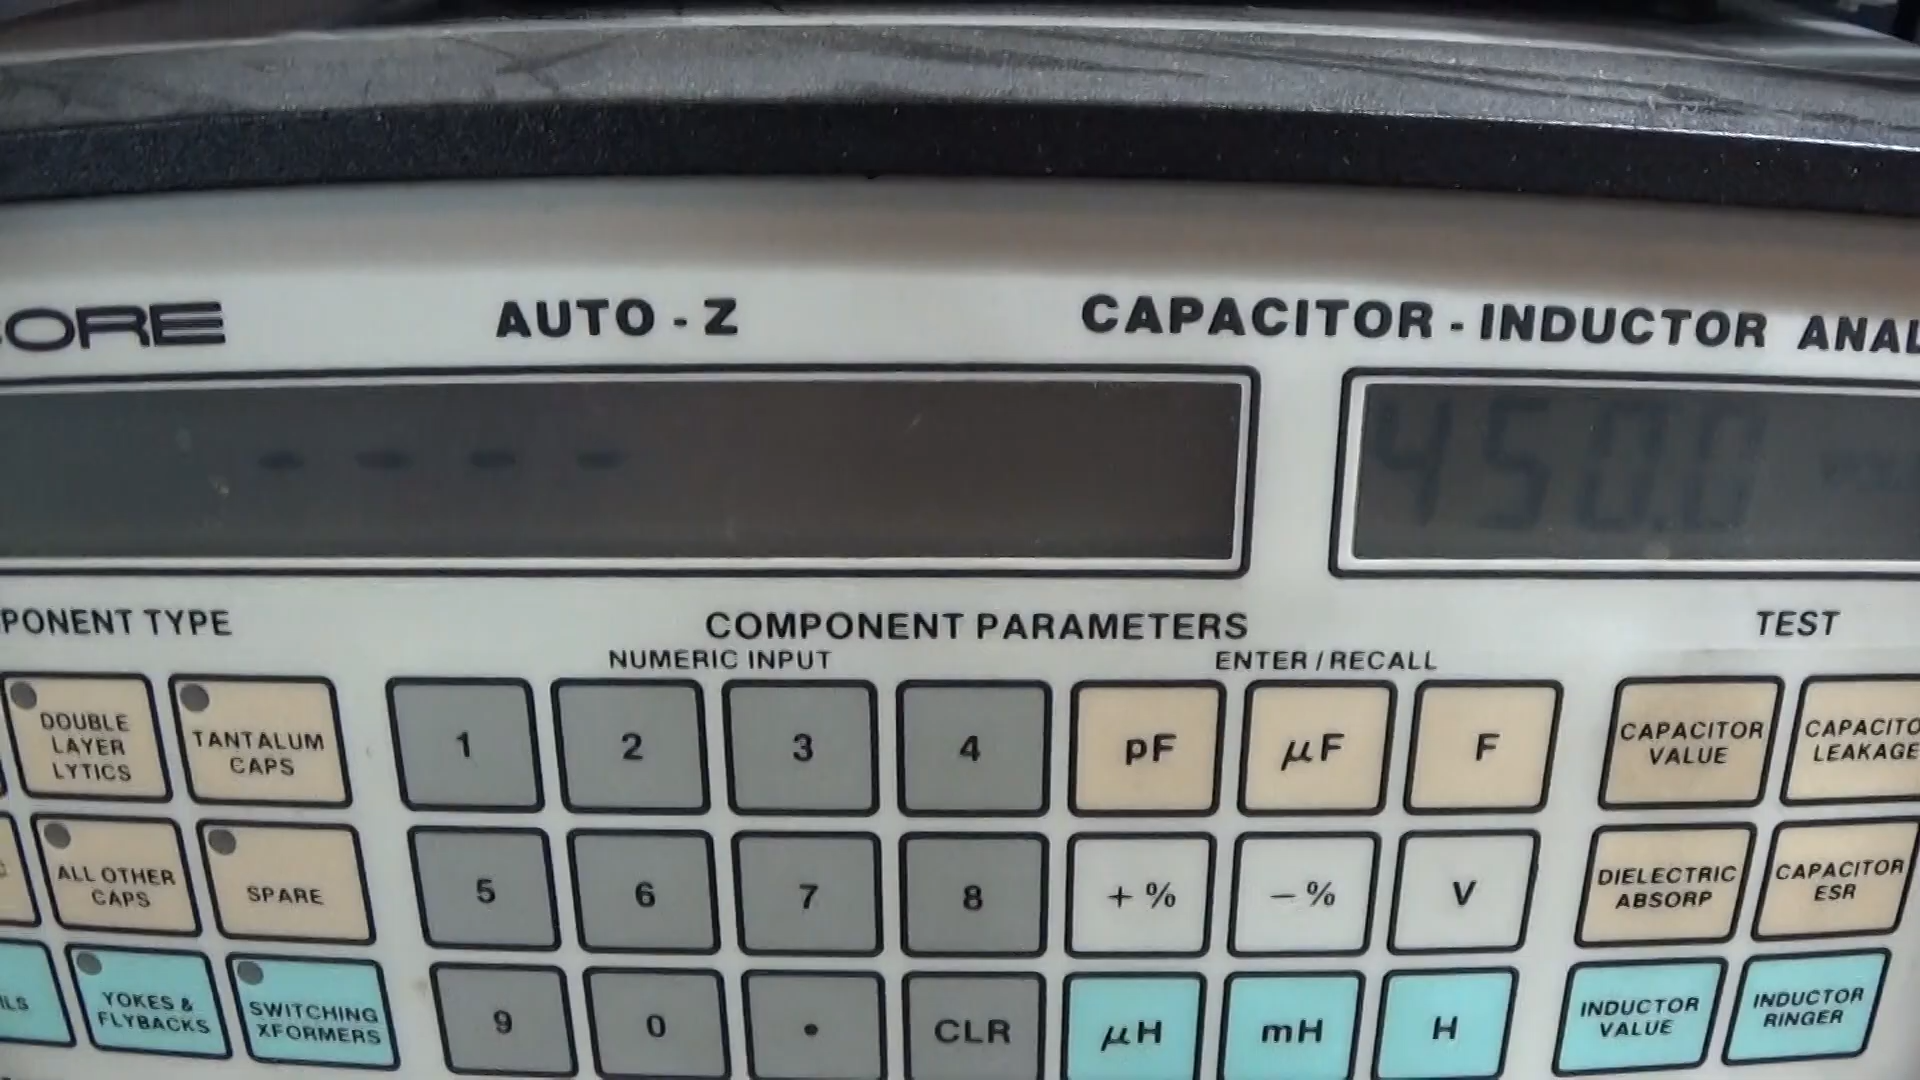 CORE AUTO - Z CAPACITOR - INDUCTOR ANAL
- - - - 450.0
PONENT TYPE COMPONENT PARAMETERS TEST
NUMERIC INPUT ENTER / RECALL
DOUBLE LAYER LYTICS
TANTALUM CAPS
1 2 3 4 pF µF F
CAPACITOR VALUE
CAPACITO LEAKAGE
ALL OTHER CAPS
SPARE
5 6 7 8 + % - % V
DIELECTRIC ABSORP
CAPACITOR ESR
ILS
YOKES & FLYBACKS
SWITCHING XFORMERS
9 0 • CLR µH mH H
INDUCTOR VALUE
INDUCTOR RINGER